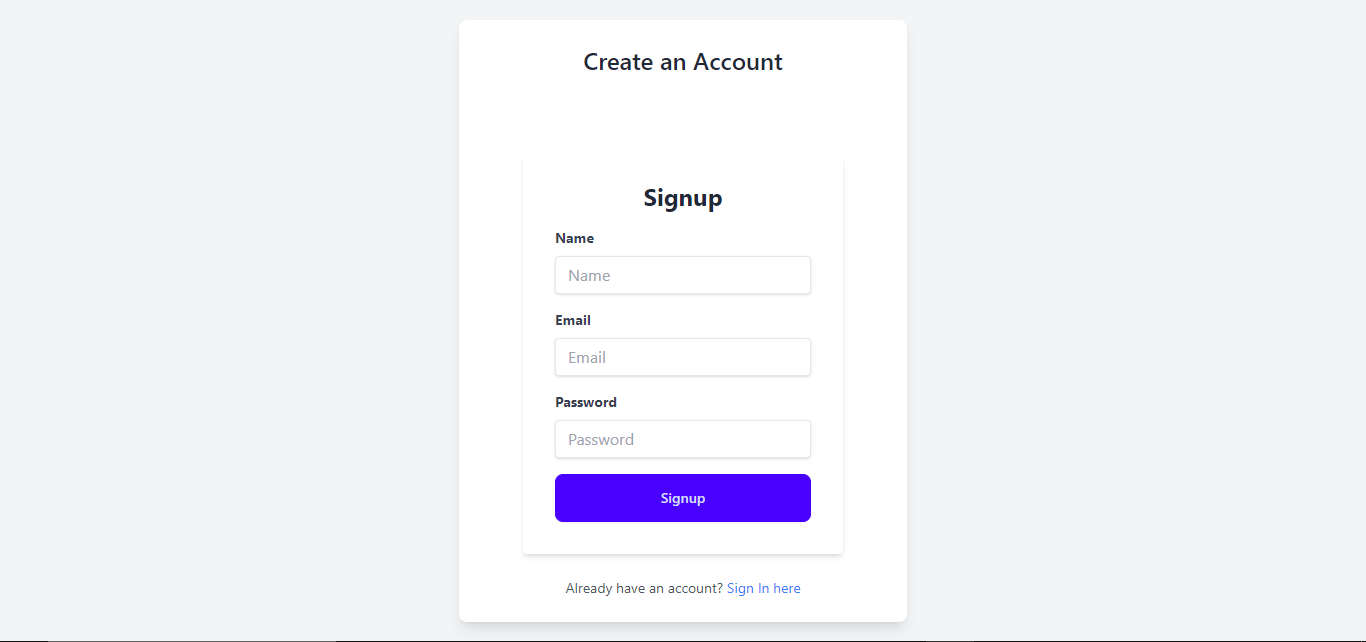 Create an Account
Signup
Name
Name
Email
Email
Password
Password
Signup
Already have an account? Sign In here